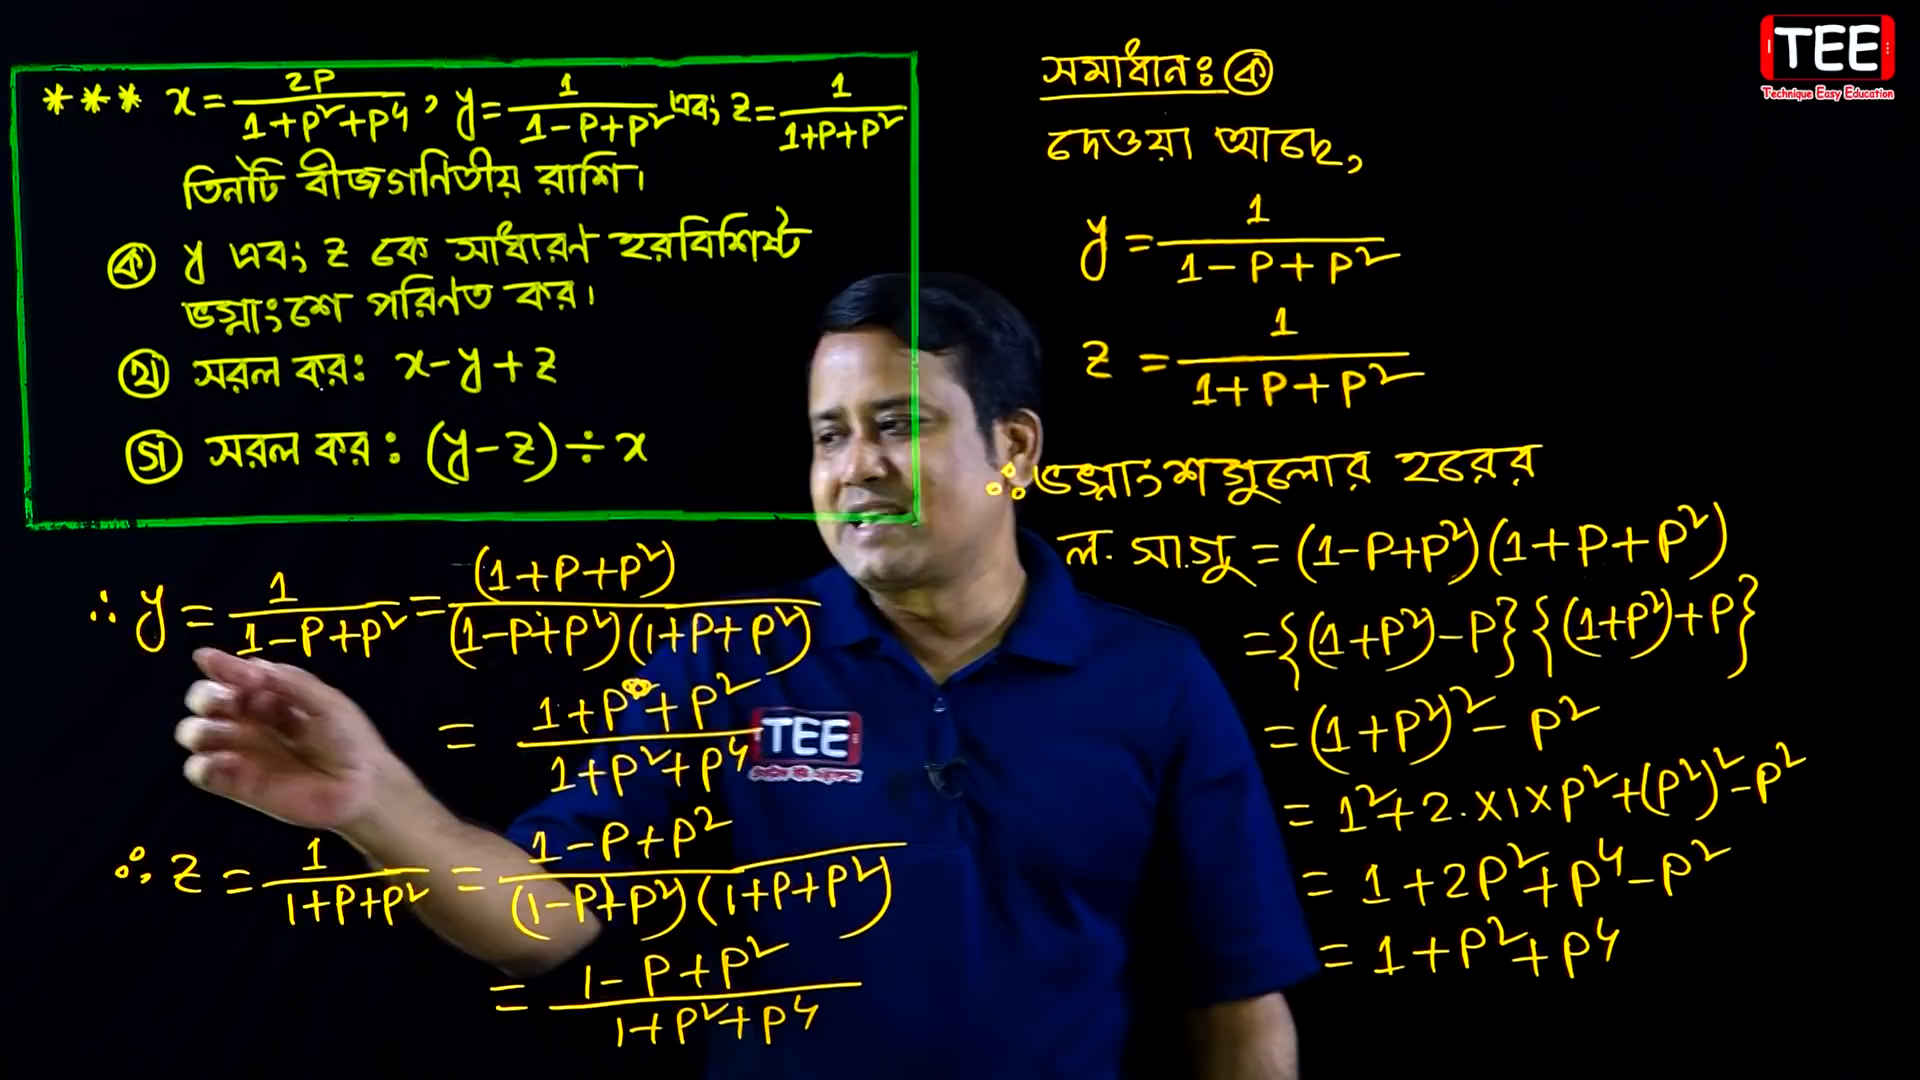 *** x = 2P/(1+P²+P⁴), y = 1/(1-P+P²) এবং z = 1/(1+P+P²)
তিনটি বীজগনিতীয় রাশি।
(ক) y এবং z কে সাধারণ হরবিশিষ্ট
ভগ্নাংশে পরিণত কর।
(খ) সরল কর: x-y+z
(গ) সরল কর: (y-z)÷x
∴ y = 1/(1-P+P²) = (1+P+P²)/((1-P+P²)(1+P+P²))
= (1+P+P²)/(1+P²+P⁴)
∴ z = 1/(1+P+P²) = (1-P+P²)/((1-P+P²)(1+P+P²))
= (1-P+P²)/(1+P²+P⁴)
সমাধান: (ক)
দেওয়া আছে,
y = 1/(1-P+P²)
z = 1/(1+P+P²)
∴ ভগ্নাংশগুলোর হরের
ল. সা.গু = (1-P+P²)(1+P+P²)
= {(1+P²)-P}{(1+P²)+P}
= (1+P²)² - P²
= 1²+2.×1×P²+(P²)²-P²
= 1+2P²+P⁴-P²
= 1+P²+P⁴
TEE
Technique Easy Education
TEE